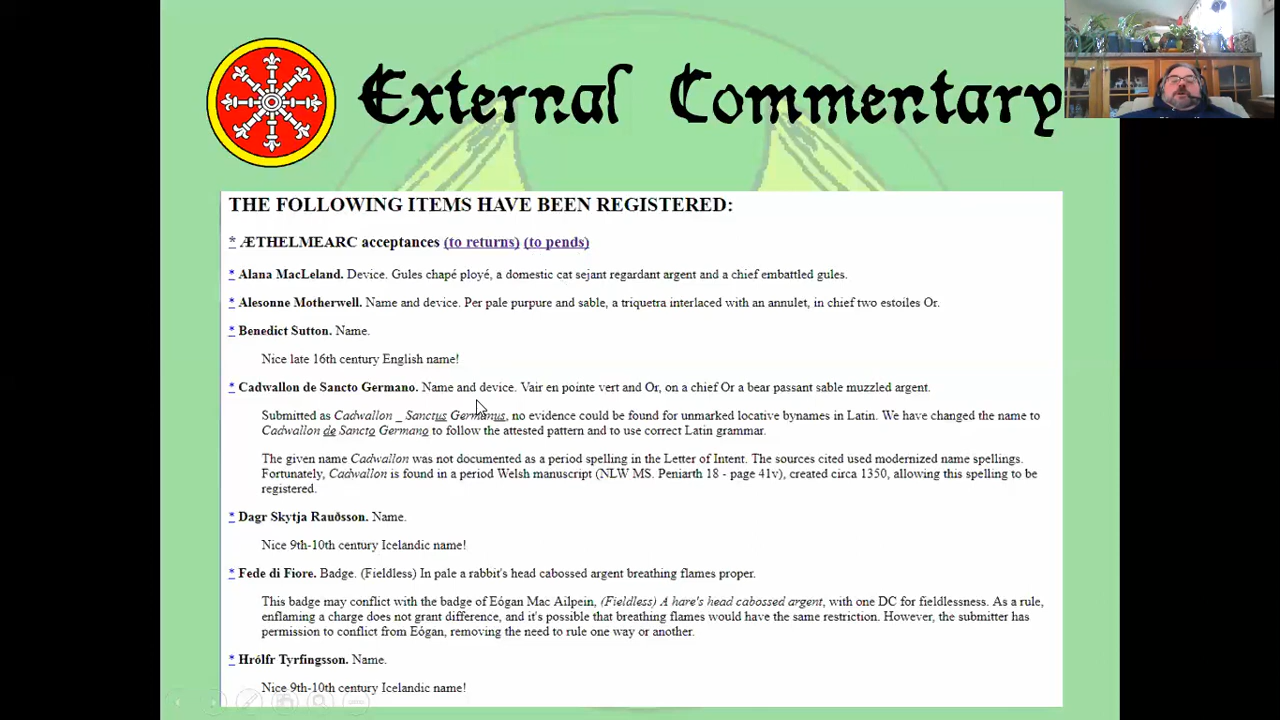 External Commentary
THE FOLLOWING ITEMS HAVE BEEN REGISTERED:
* ÆTHELMEARC acceptances (to returns) (to pends)
* Alana MacLeland. Device. Gules chapé ployé, a domestic cat sejant regardant argent and a chief embattled gules.
* Alesonne Motherwell. Name and device. Per pale purpure and sable, a triquetra interlaced with an annulet, in chief two estoiles Or.
* Benedict Sutton. Name.
Nice late 16th century English name!
* Cadwallon de Sancto Germano. Name and device. Vair en pointe vert and Or, on a chief Or a bear passant sable muzzled argent.
Submitted as Cadwallon _ Sanctus Germanus, no evidence could be found for unmarked locative bynames in Latin. We have changed the name to
Cadwallon de Sancto Germano to follow the attested pattern and to use correct Latin grammar.
The given name Cadwallon was not documented as a period spelling in the Letter of Intent. The sources cited used modernized name spellings.
Fortunately, Cadwallon is found in a period Welsh manuscript (NLW MS. Peniarth 18 - page 41v), created circa 1350, allowing this spelling to be
registered.
* Dagr Skytja Rauðsson. Name.
Nice 9th-10th century Icelandic name!
* Fede di Fiore. Badge. (Fieldless) In pale a rabbit's head cabossed argent breathing flames proper.
This badge may conflict with the badge of Eógan Mac Ailpein, (Fieldless) A hare's head cabossed argent, with one DC for fieldlessness. As a rule,
enflaming a charge does not grant difference, and it's possible that breathing flames would have the same restriction. However, the submitter has
permission to conflict from Eógan, removing the need to rule one way or another.
* Hrólfr Tyrfingsson. Name.
Nice 9th-10th century Icelandic name!